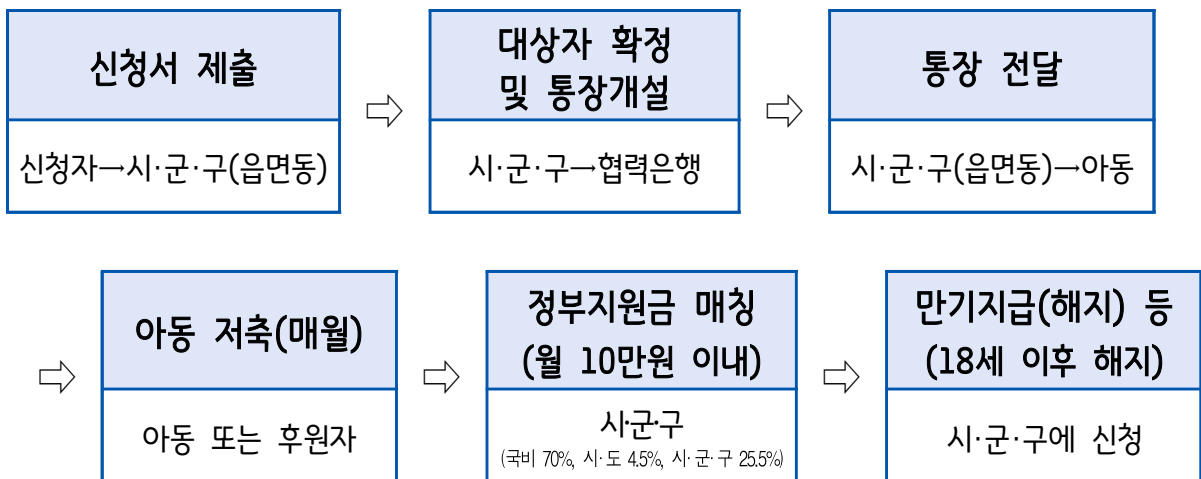 신청서 제출
신청자→시·군·구(읍면동)
⇨
대상자 확정
및 통장개설
시·군·구→협력은행
⇨
통장 전달
시·군·구(읍면동)→아동
⇨
아동 저축(매월)
아동 또는 후원자
⇨
정부지원금 매칭
(월 10만원 이내)
시·군·구
(국비 70%, 시·도 4.5%, 시·군·구 25.5%)
⇨
만기지급(해지) 등
(18세 이후 해지)
시·군·구에 신청